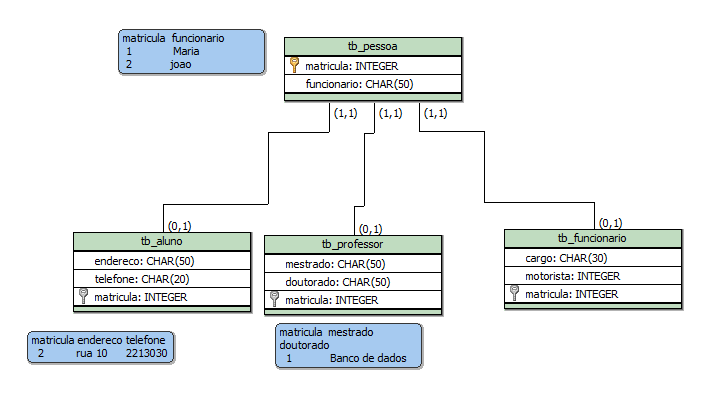 matricula funcionario
1 Maria
2 joao
tb_pessoa
matricula: INTEGER
funcionario: CHAR(50)
(1,1) (1,1) (1,1)
(0,1) (0,1) (0,1)
tb_aluno
endereco: CHAR(50)
telefone: CHAR(20)
matricula: INTEGER
tb_professor
mestrado: CHAR(50)
doutorado: CHAR(50)
matricula: INTEGER
tb_funcionario
cargo: CHAR(30)
motorista: INTEGER
matricula: INTEGER
matricula endereco telefone
2 rua 10 2213030
matricula mestrado
doutorado
1 Banco de dados